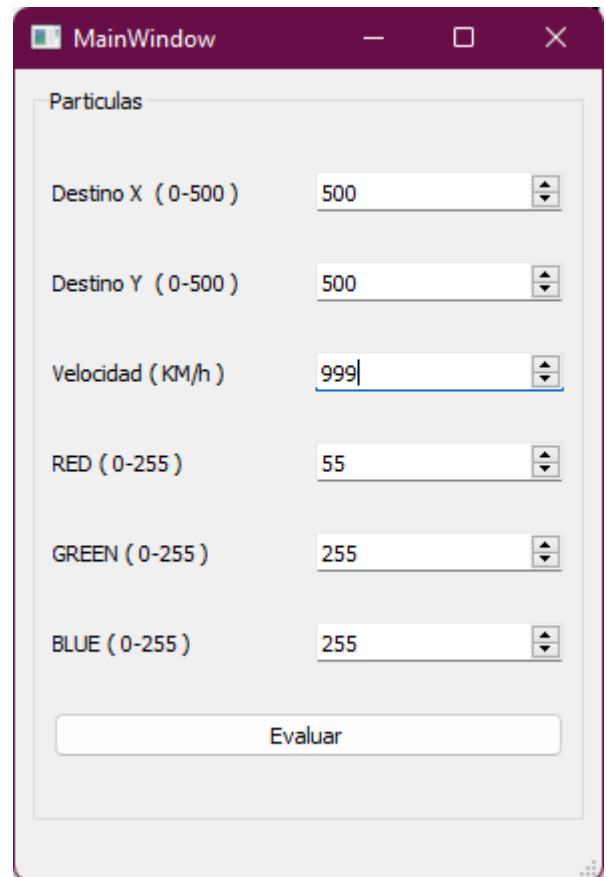 MainWindow
Particulas
Destino X ( 0-500 ) 500
Destino Y ( 0-500 ) 500
Velocidad ( KM/h ) 999
RED ( 0-255 ) 55
GREEN ( 0-255 ) 255
BLUE ( 0-255 ) 255
Evaluar